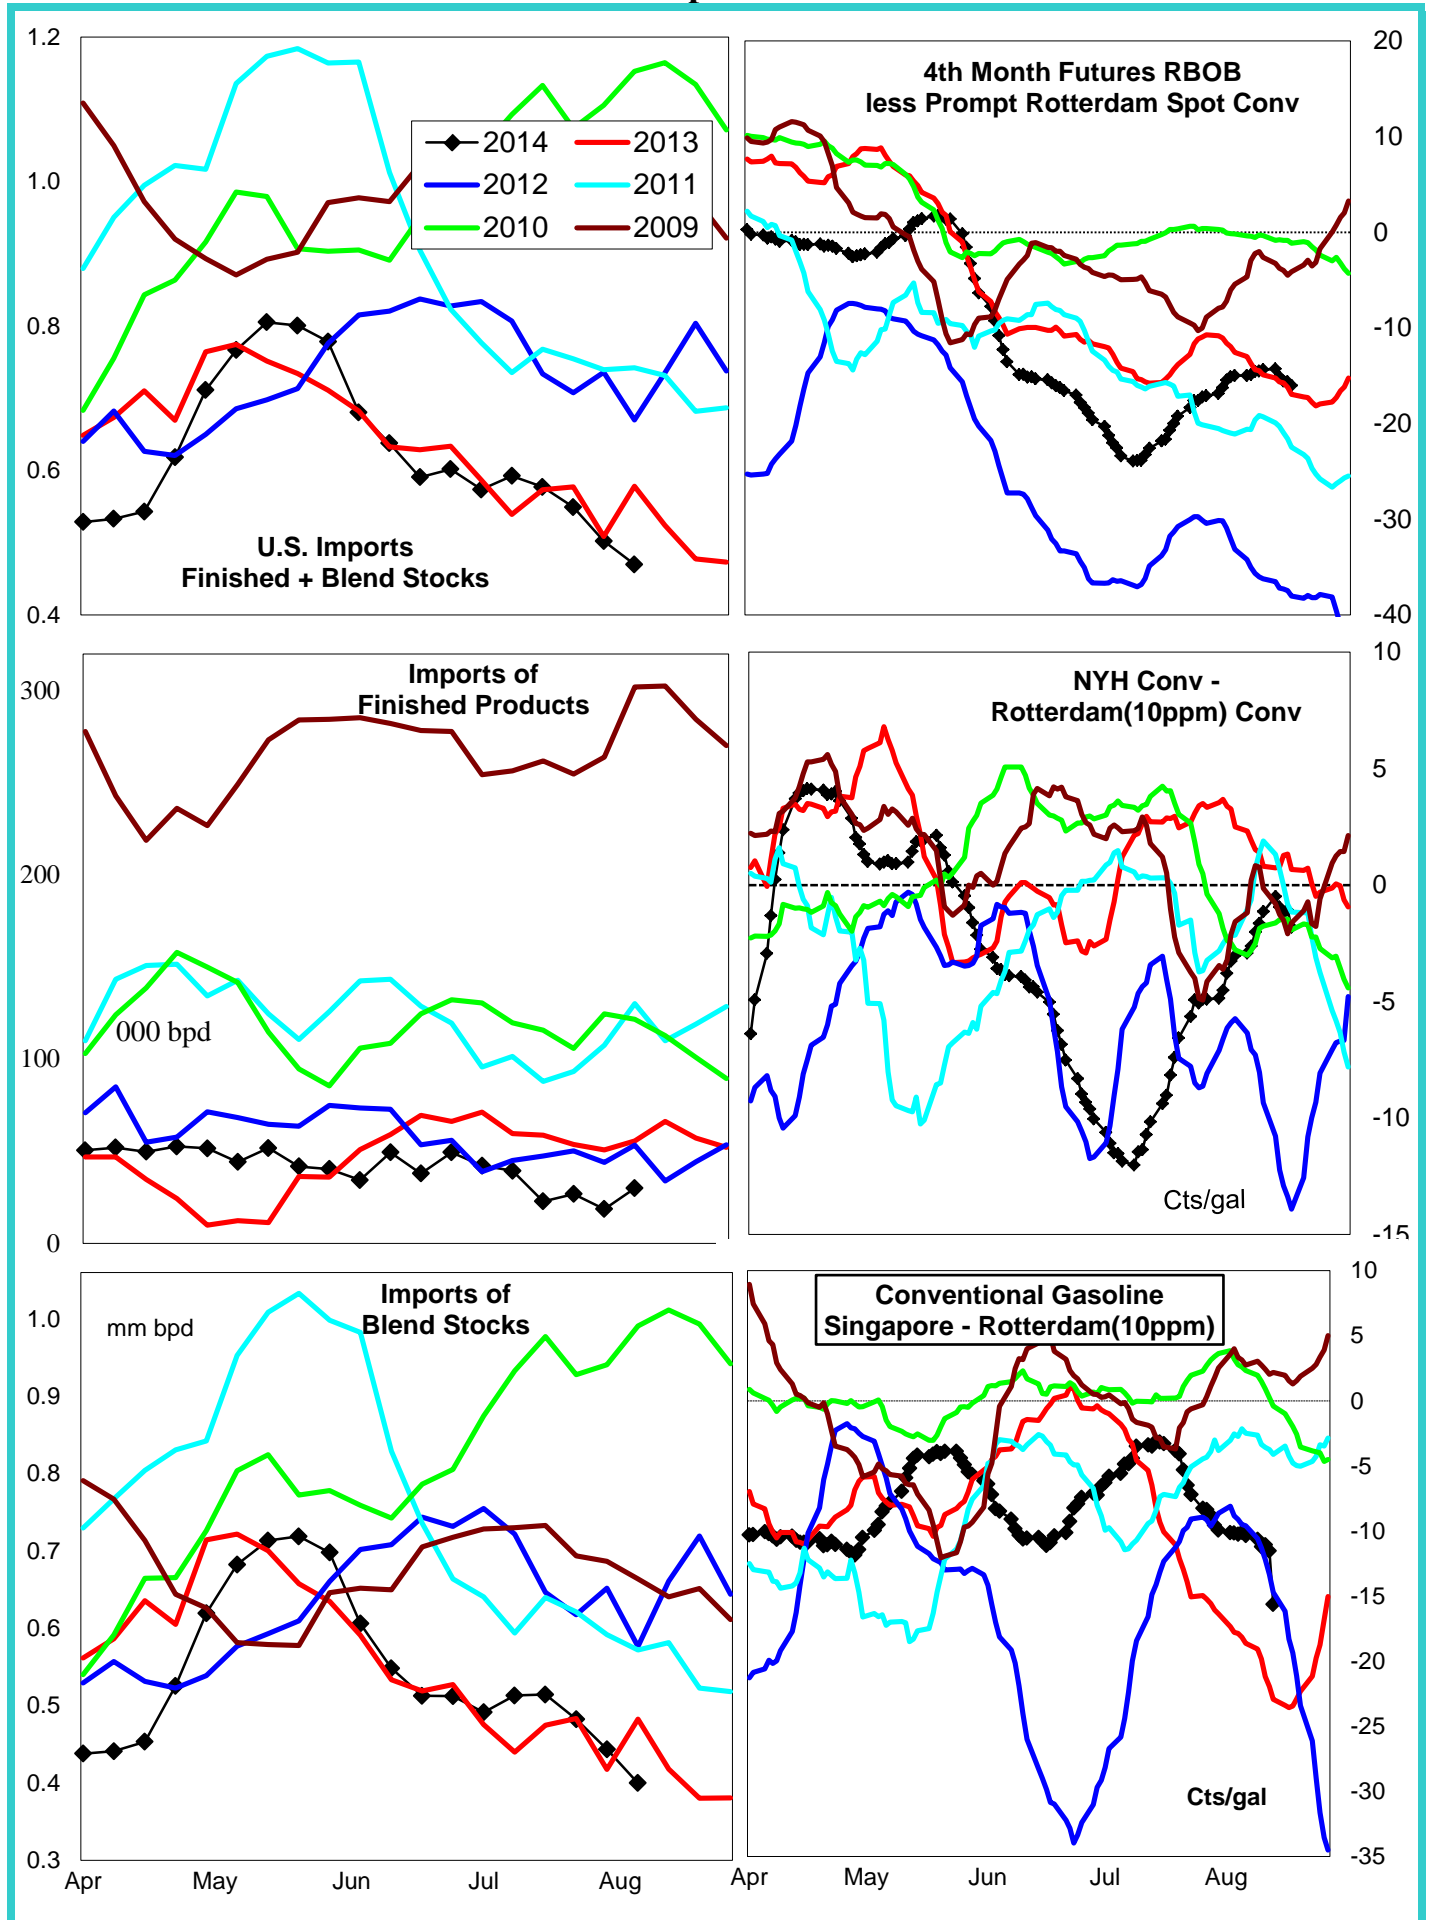 1.2
1.0
0.8
0.6
0.4
2014
2013
2012
2011
2010
2009
U.S. Imports
Finished + Blend Stocks
20
10
0
-10
-20
-30
-40
4th Month Futures RBOB
less Prompt Rotterdam Spot Conv
300
200
100
0
Imports of
Finished Products
000 bpd
10
5
0
-5
-10
-15
NYH Conv -
Rotterdam(10ppm) Conv
Cts/gal
1.0
0.9
0.8
0.7
0.6
0.5
0.4
0.3
mm bpd
Imports of
Blend Stocks
Apr
May
Jun
Jul
Aug
10
5
0
-5
-10
-15
-20
-25
-30
-35
Conventional Gasoline
Singapore - Rotterdam(10ppm)
Cts/gal
Apr
May
Jun
Jul
Aug